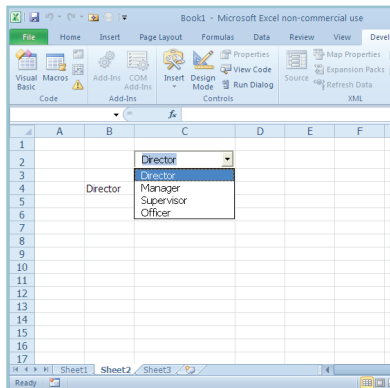 Book1 - Microsoft Excel non-commercial use
File Home Insert Page Layout Formulas Data Review View Devel
Visual Basic Macros Add-Ins COM Add-Ins Insert Design Mode Properties View Code Run Dialog Source Map Properties Expansion Packs Refresh Data
Code Add-Ins Controls XML
fx
A B C D E F
1
2 Director
3 Director
4 Director Manager
5 Supervisor
6 Officer
7
8
9
10
11
12
13
14
15
16
17
Sheet1 Sheet2 Sheet3
Ready